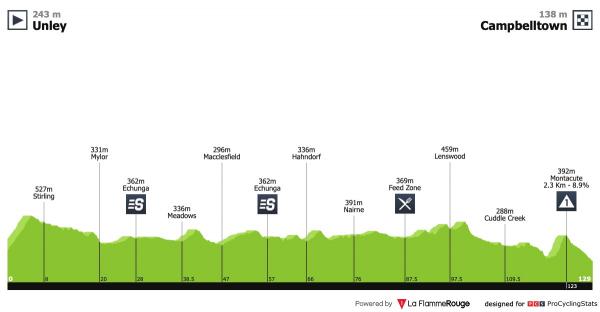 243 m
Unley
138 m
Campbelltown
527m
Stirling
331m
Mylor
362m
Echunga
S
336m
Meadows
296m
Macclesfield
362m
Echunga
S
336m
Hahndorf
391m
Nairne
369m
Feed Zone
459m
Lenswood
288m
Cuddle Creek
392m
Montacute
2.3 Km - 8.9%
0
8
20
28
38.5
47
57
66
76
87.5
97.5
109.5
129
123
Powered by La FlammeRouge
designed for PCS ProCyclingStats